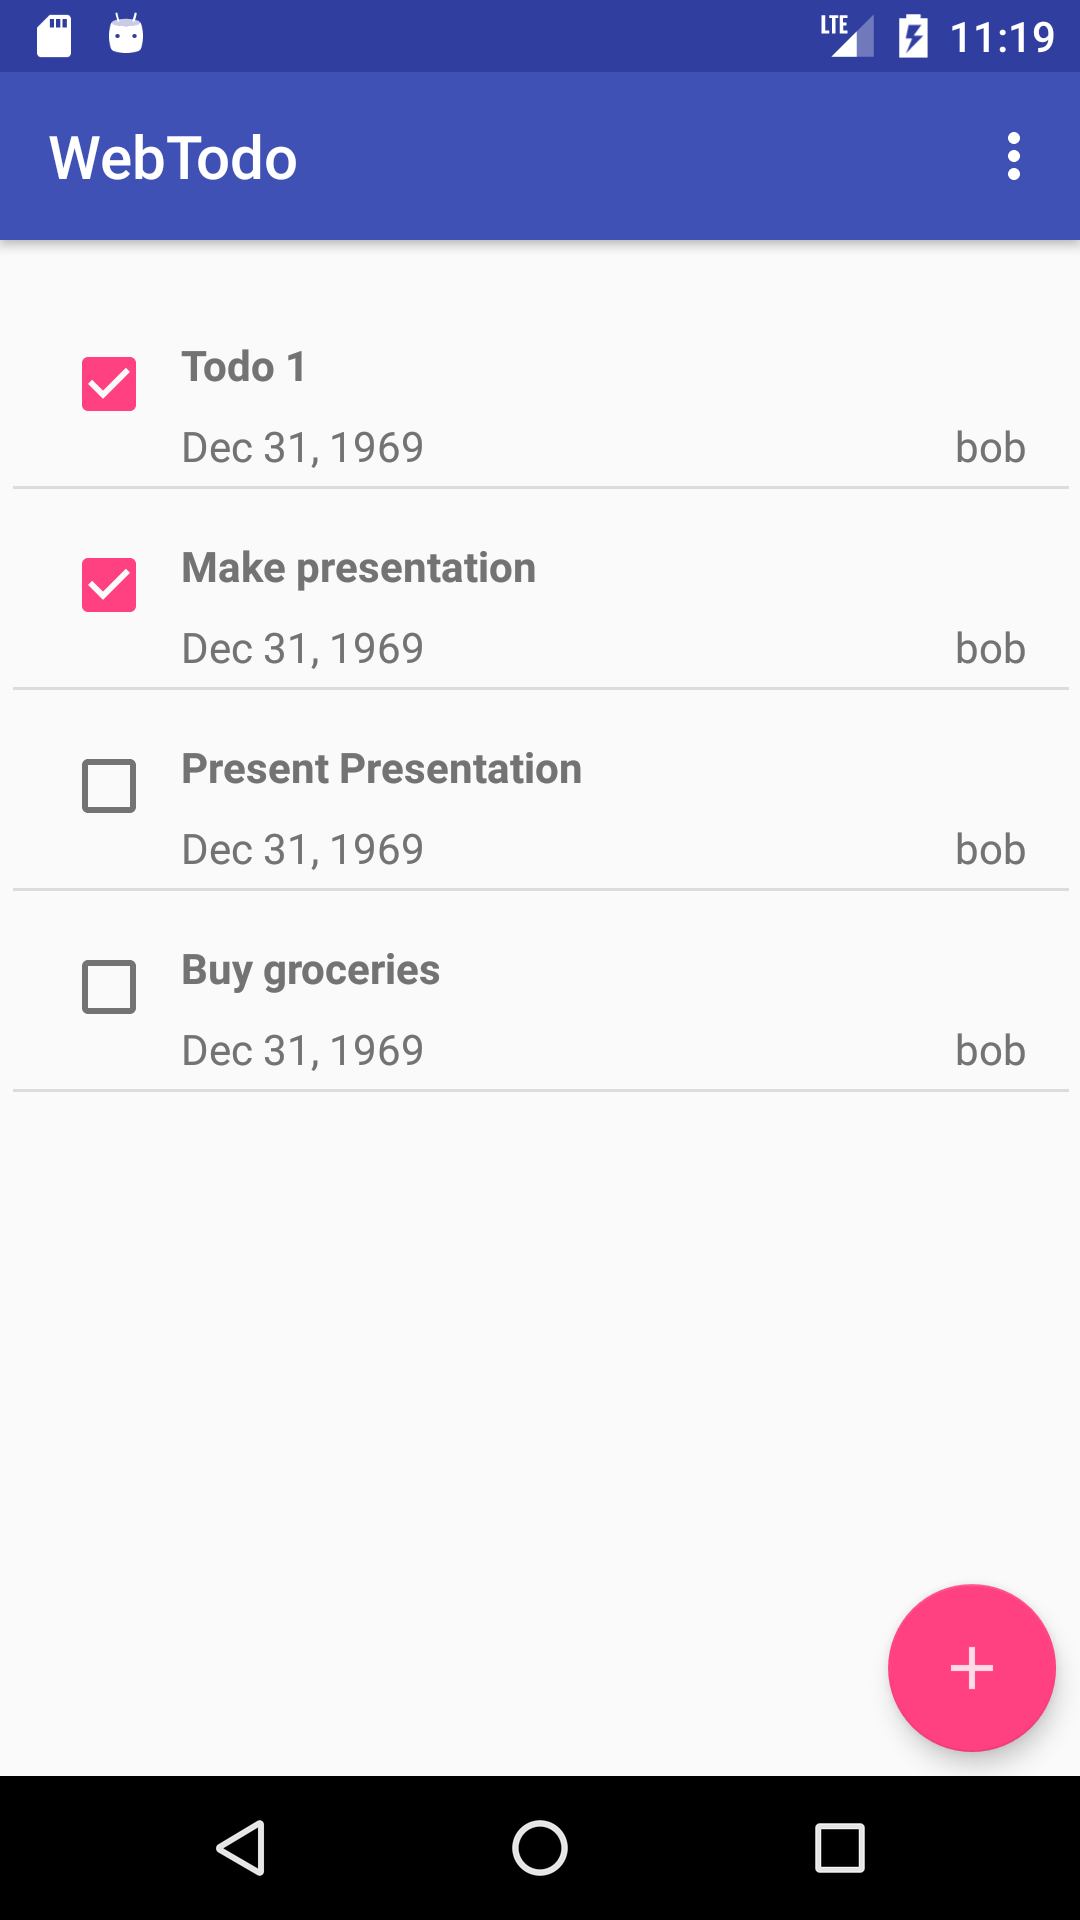 LTE 11:19
WebTodo
Todo 1
Dec 31, 1969 bob
Make presentation
Dec 31, 1969 bob
Present Presentation
Dec 31, 1969 bob
Buy groceries
Dec 31, 1969 bob